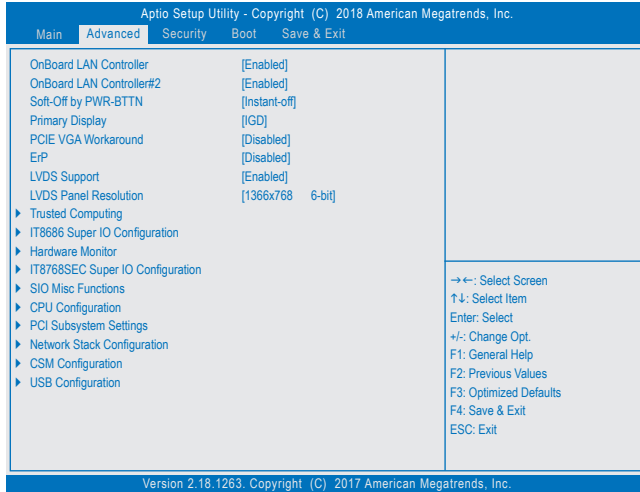 Aptio Setup Utility - Copyright (C) 2018 American Megatrends, Inc.
Main Advanced Security Boot Save & Exit
OnBoard LAN Controller [Enabled]
OnBoard LAN Controller#2 [Enabled]
Soft-Off by PWR-BTTN [Instant-off]
Primary Display [IGD]
PCIE VGA Workaround [Disabled]
ErP [Disabled]
LVDS Support [Enabled]
LVDS Panel Resolution [1366x768 6-bit]
Trusted Computing
IT8686 Super IO Configuration
Hardware Monitor
IT8768SEC Super IO Configuration
SIO Misc Functions
CPU Configuration
PCI Subsystem Settings
Network Stack Configuration
CSM Configuration
USB Configuration
→←: Select Screen
↑↓: Select Item
Enter: Select
+/-: Change Opt.
F1: General Help
F2: Previous Values
F3: Optimized Defaults
F4: Save & Exit
ESC: Exit
Version 2.18.1263. Copyright (C) 2017 American Megatrends, Inc.